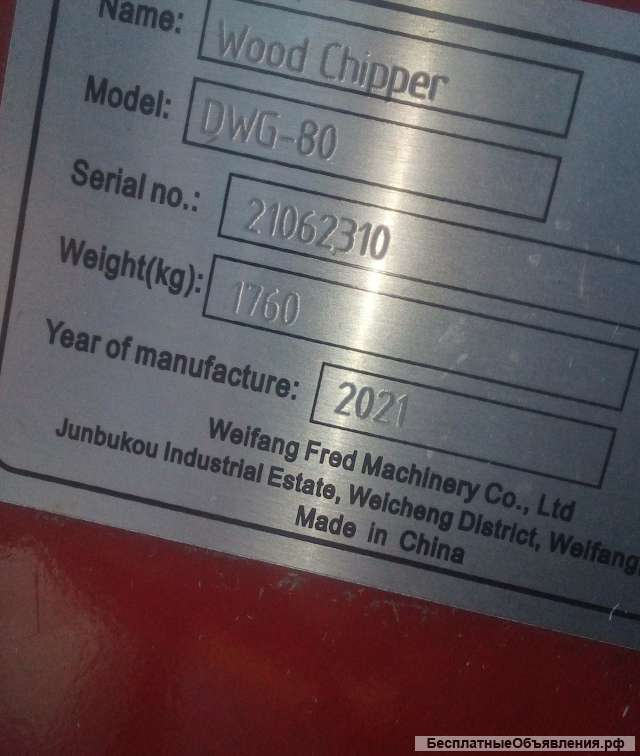 Name: Wood Chipper
Model: DWG-80
Serial no.: 21062310
Weight(kg): 1760
Year of manufacture: 2021
Weifang Fred Machinery Co., Ltd
Junbukou Industrial Estate, Weicheng District, Weifang,
Made in China
БесплатныеОбъявления.рф